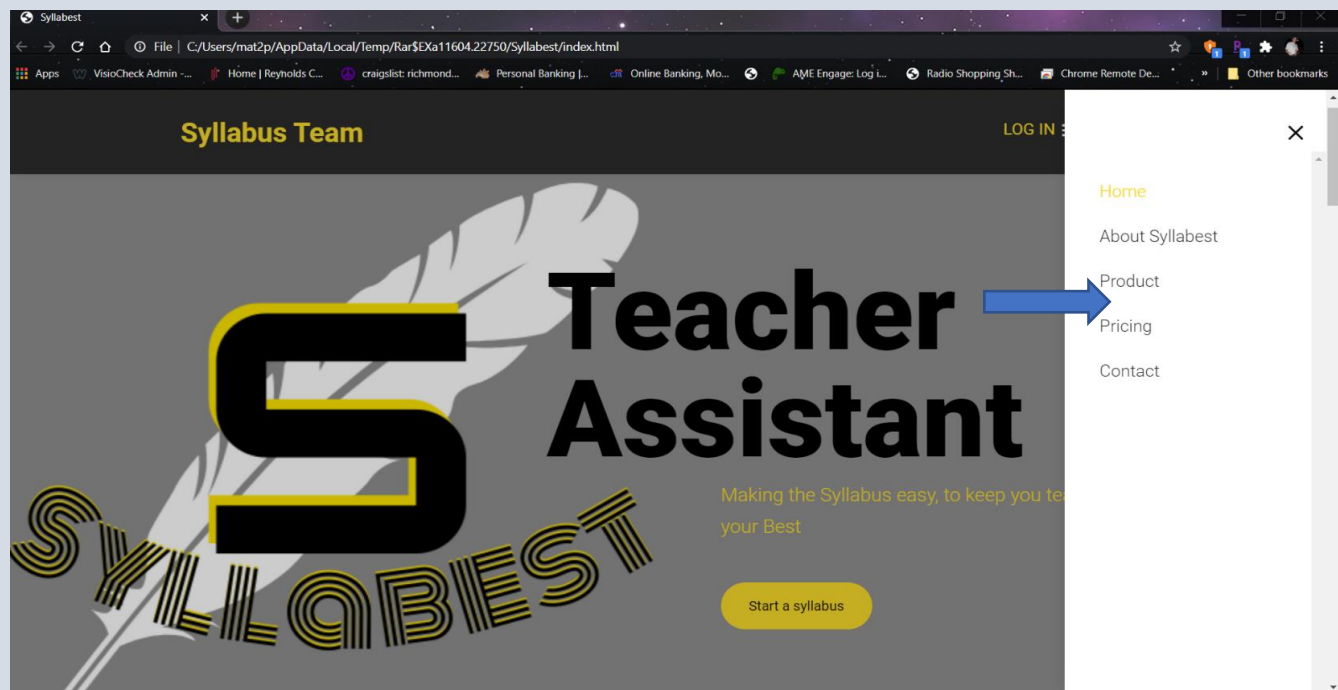 Syllabest
File | C:/Users/mat2p/AppData/Local/Temp/Rar$EXa11604.22750/Syllabest/index.html
Apps VisioCheck Admin -... Home | Reyholds C... craigslist: richmond... Personal Banking |... Online Banking, Mo... AME Engage: Log i... Radio Shopping Sh... Chrome Remote De... » Other bookmarks
Syllabus Team
LOG IN
Home
About Syllabest
Product
Pricing
Contact
Teacher
Assistant
Making the Syllabus easy, to keep you tea
your Best
Start a syllabus
S
SYLLABEST